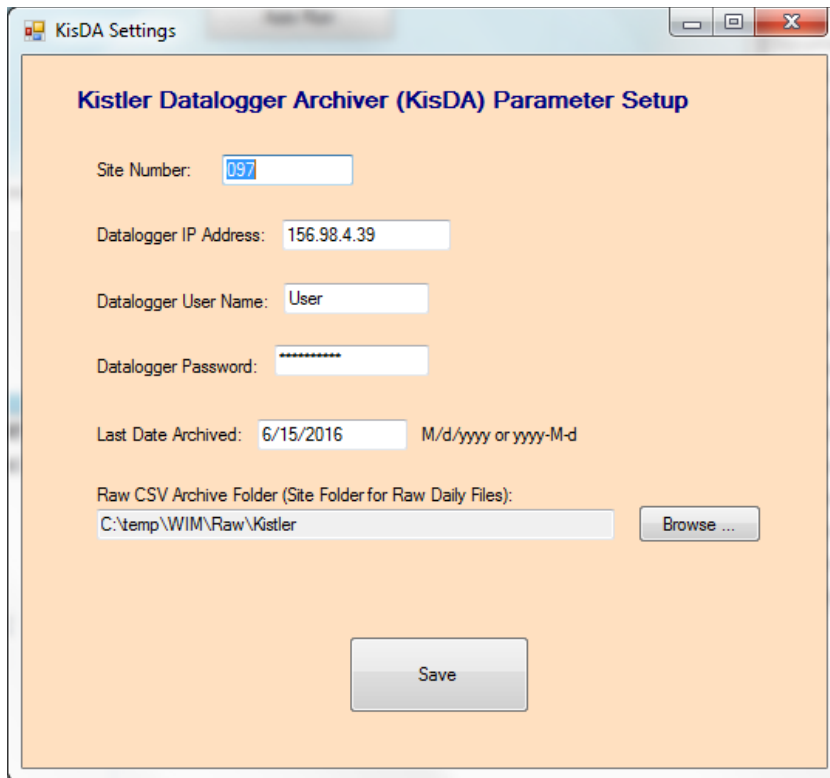 KisDA Settings
Kistler Datalogger Archiver (KisDA) Parameter Setup
Site Number: 097
Datalogger IP Address: 156.98.4.39
Datalogger User Name: User
Datalogger Password: **********
Last Date Archived: 6/15/2016 M/d/yyyy or yyyy-M-d
Raw CSV Archive Folder (Site Folder for Raw Daily Files):
C:\temp\WIM\Raw\Kistler Browse ...
Save